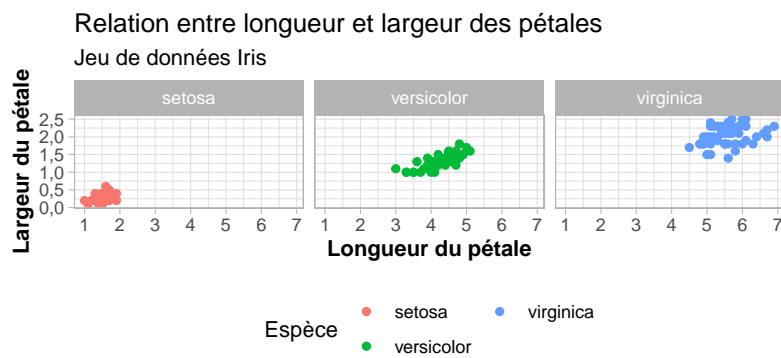 Relation entre longueur et largeur des pétales
Jeu de données Iris
setosa versicolor virginica
Largeur du pétale
2,5
2,0
1,5
1,0
0,5
0,0
1 2 3 4 5 6 7 1 2 3 4 5 6 7 1 2 3 4 5 6 7
Longueur du pétale
Espèce
setosa virginica
versicolor